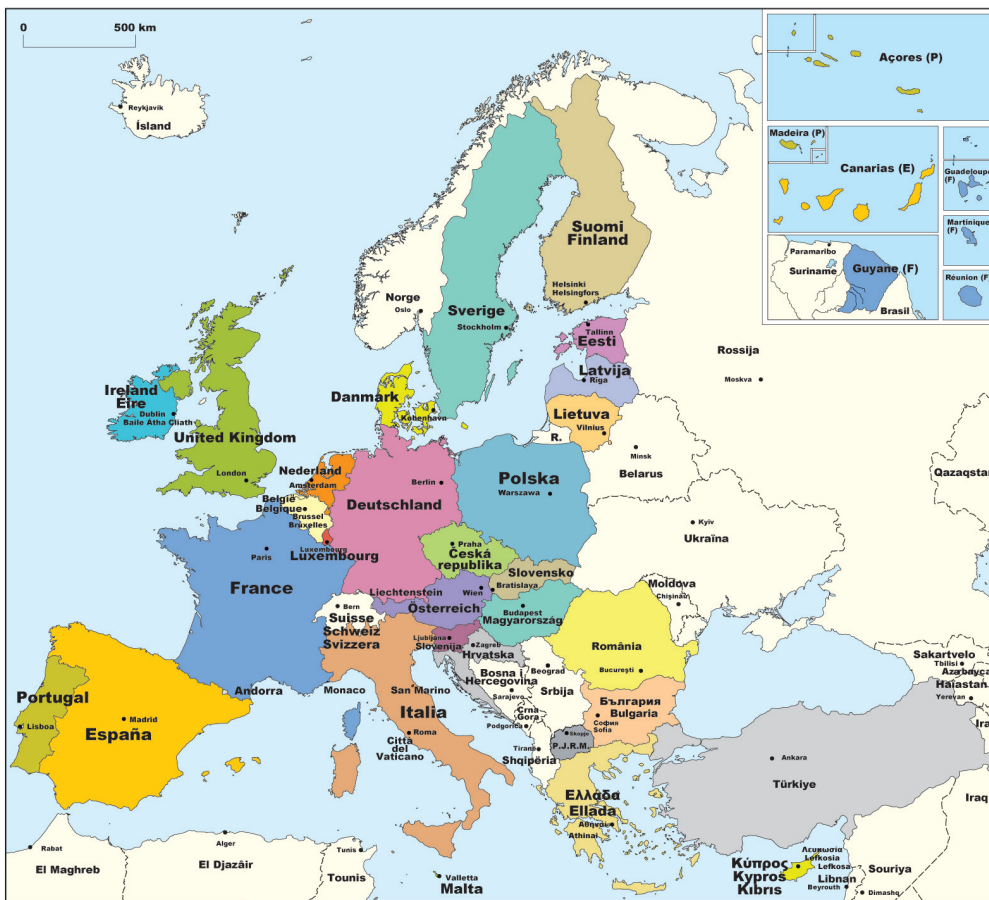 0 500 km
Reykjavík
Ísland
Açores (P)
Madeira (P)
Canarias (E)
Guadeloupe
(F)
Martinique
(F)
Paramaribo
Suriname
Guyane (F)
Brasil
Réunion (F)
Suomi
Finland
Helsinki
Helsingfors
Norge
Oslo
Sverige
Stockholm
Tallinn
Eesti
Latvija
Rīga
Lietuva
Vilnius
R.
Rossija
Moskva
Minsk
Belarus
Qazaqstan
Danmark
København
Ireland
Éire
Dublin
Baile Atha Cliath
United Kingdom
London
Nederland
Amsterdam
België
Belgique
Brussel
Bruxelles
Luxembourg
Luxembourg
Berlin
Deutschland
Polska
Warszawa
Kyïv
Ukraïna
Praha
Česká
republika
Slovensko
Bratislava
Paris
France
Liechtenstein
Wien
Österreich
Budapest
Magyarország
Moldova
Chişinău
Bern
Suisse
Schweiz
Svizzera
Ljubljana
Slovenija
Zagreb
Hrvatska
România
Bucureşti
Bosna i
Hercegovina
Sarajevo
Beograd
Srbija
Crna
Gora
Podgorica
Sakartvelo
Tbilisi
Azərbayca
Haïastan
Yerevan
Ira
Portugal
Lisboa
Madrid
España
Andorra
Monaco
San Marino
Italia
Roma
Città
del
Vaticano
България
Bulgaria
София
Sofia
Skopje
P.J.R.M.
Tiranë
Shqipëria
Ελλάδα
Ellada
Αθήναι
Athinai
Ankara
Türkiye
Iraq
Rabat
El Maghreb
Alger
El Djazâir
Tunis
Tounis
Valletta
Malta
Λευκωσία
Lefkosia
Lefkosa
Κύπρος
Kypros
Kıbrıs
Libnan
Beyrouth
Souriya
Dimashq